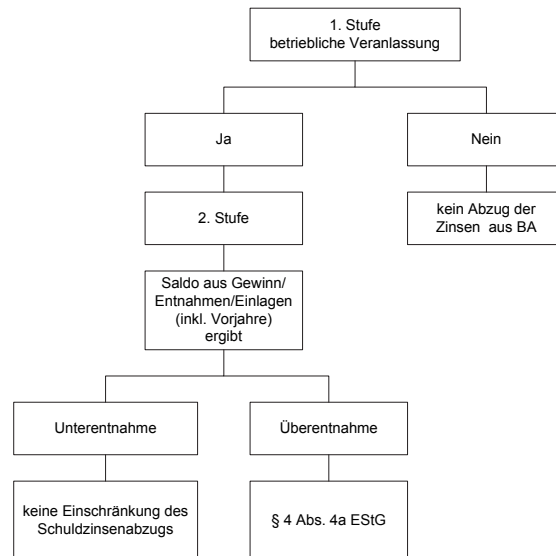 1. Stufe
betriebliche Veranlassung
Ja
Nein
2. Stufe
kein Abzug der
Zinsen aus BA
Saldo aus Gewinn/
Entnahmen/Einlagen
(inkl. Vorjahre)
ergibt
Unterentnahme
Überentnahme
keine Einschränkung des
Schuldzinsenabzugs
§ 4 Abs. 4a EStG